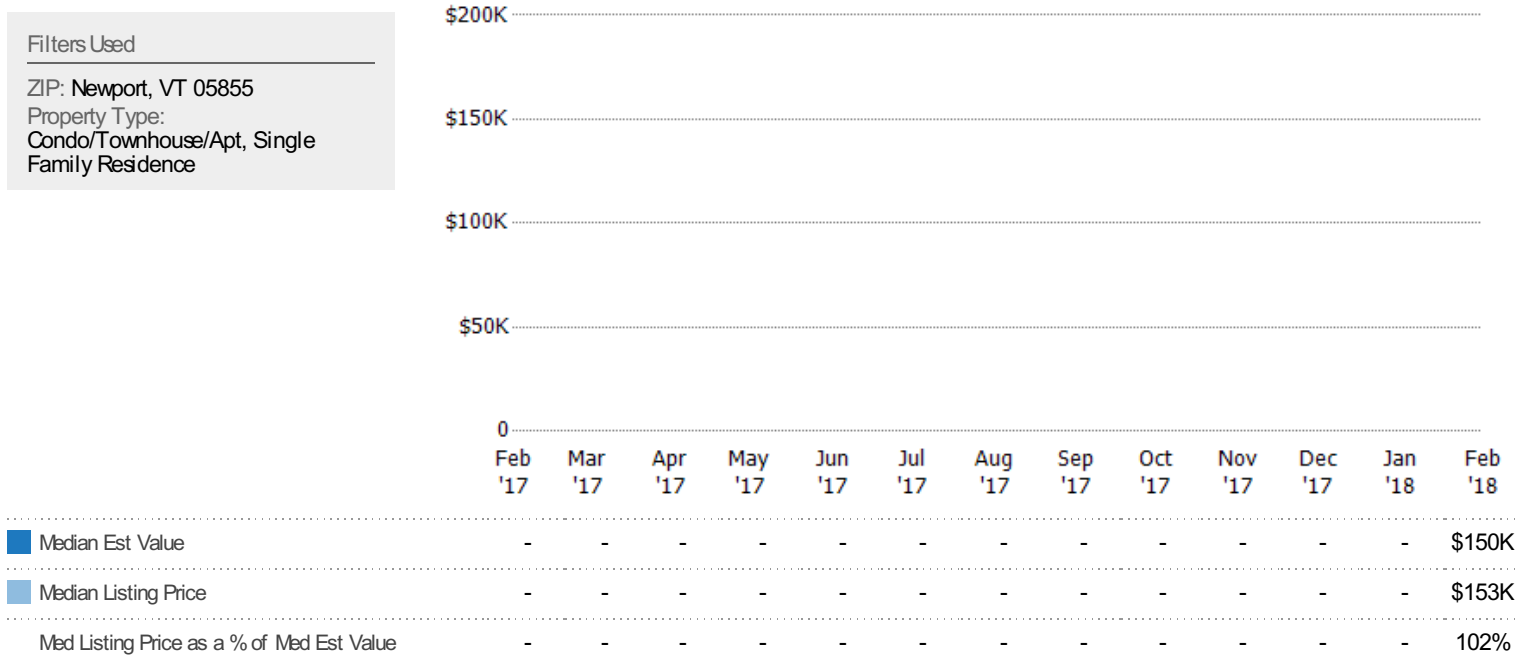 Filters Used
ZIP: Newport, VT 05855
Property Type:
Condo/Townhouse/Apt, Single
Family Residence
$200K
$150K
$100K
$50K
0
Feb Mar Apr May Jun Jul Aug Sep Oct Nov Dec Jan Feb
'17 '17 '17 '17 '17 '17 '17 '17 '17 '17 '17 '18 '18
Median Est Value - - - - - - - - - - - - $150K
Median Listing Price - - - - - - - - - - - - $153K
Med Listing Price as a % of Med Est Value - - - - - - - - - - - - 102%